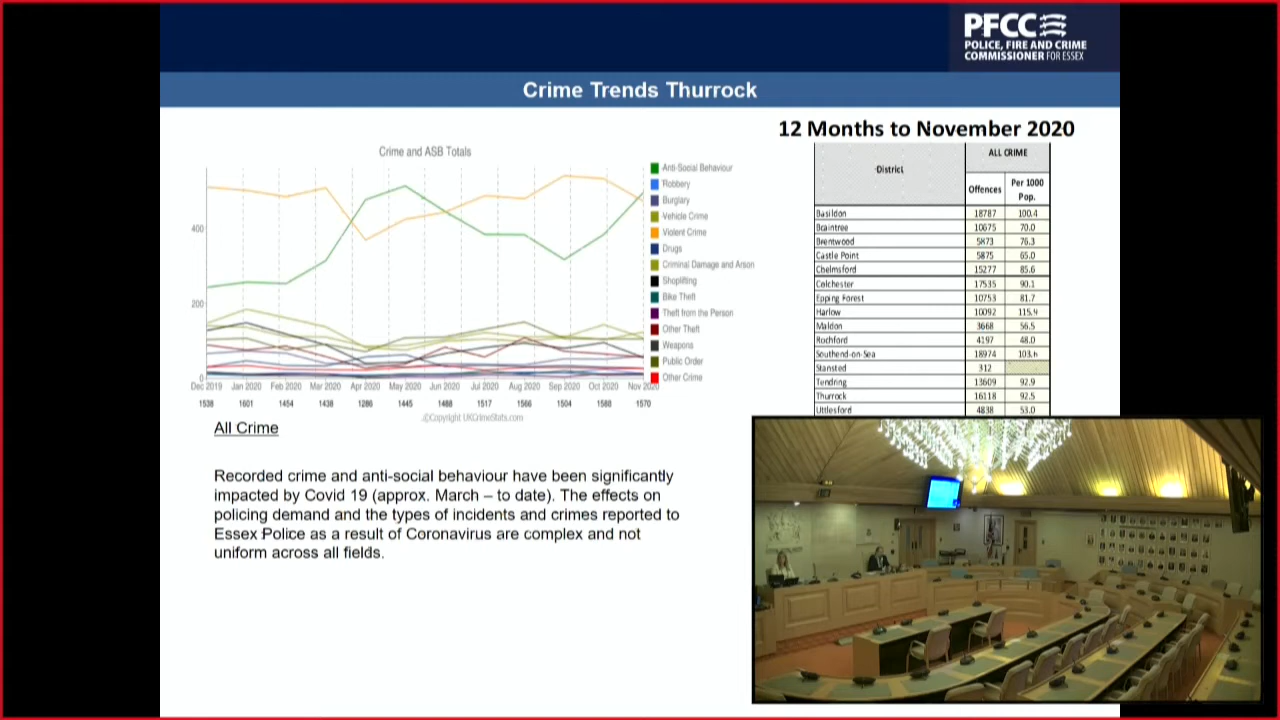 PFCC
POLICE, FIRE AND CRIME
COMMISSIONER FOR ESSEX
Crime Trends Thurrock
12 Months to November 2020
Crime and ASB Totals
400
200
0
Anti-Social Behaviour
Robbery
Burglary
Vehicle Crime
Violent Crime
Drugs
Criminal Damage and Arson
Shoplifting
Bike Theft
Theft from the Person
Other Theft
Weapons
Public Order
Other Crime
Dec 2019 Jan 2020 Feb 2020 Mar 2020 Apr 2020 May 2020 Jun 2020 Jul 2020 Aug 2020 Sep 2020 Oct 2020 Nov 2020
1538 1601 1454 1438 1286 1445 1488 1517 1566 1504 1580 1570
©Copyright UKCrimeStats.com
District ALL CRIME
Offences Per 1000 Pop.
Basildon 18787 100.4
Braintree 10675 70.0
Brentwood 5873 76.3
Castle Point 5875 65.0
Chelmsford 15277 85.6
Colchester 17535 90.1
Epping Forest 10753 81.7
Harlow 10092 115.9
Maldon 3668 56.5
Rochford 4197 48.0
Southend-on-Sea 18974 103.6
Stansted 312
Tendring 13609 92.9
Thurrock 16118 92.5
Uttlesford 4838 53.0
All Crime
Recorded crime and anti-social behaviour have been significantly
impacted by Covid 19 (approx. March – to date). The effects on
policing demand and the types of incidents and crimes reported to
Essex Police as a result of Coronavirus are complex and not
uniform across all fields.